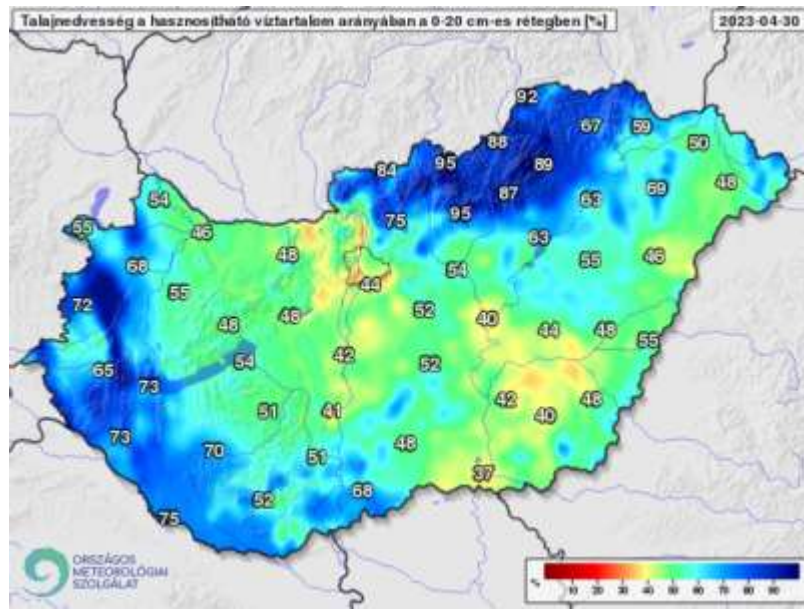 Talajnedvesség a hasznosítható víztartalom arányában a 0-20 cm-es rétegben [%] 2023-04-30
92
67 59
88 50
84 95 89
87 69 48
54 75 95 63
55 46 63
68 48 54 55 46
55 44
72 52
48 48 40 44 48
55
54 42 52
65 73
51 41 42 40 48
73 70 51 48
37
52 68
75
ORSZÁGOS
METEOROLÓGIAI
SZOLGÁLAT
% 10 20 30 40 50 60 70 80 90